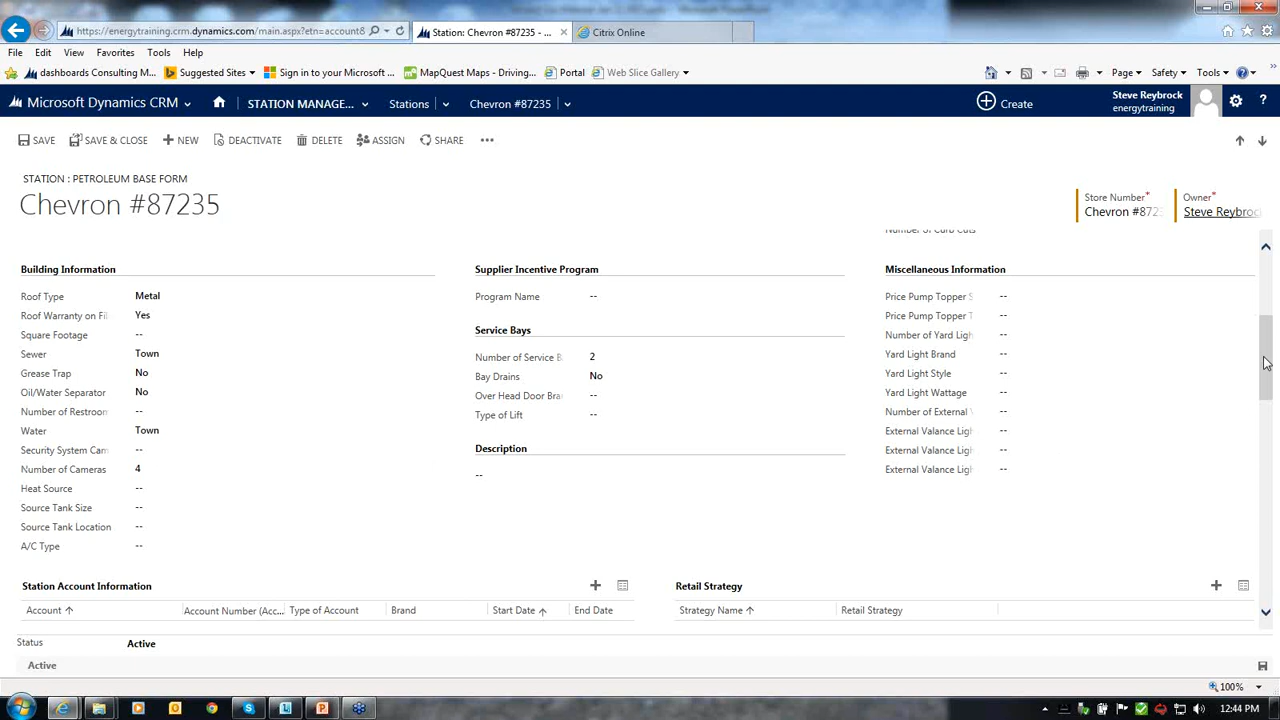 https://energytraining.crm.dynamics.com/main.aspx?etn=account8
Station: Chevron #87235 - ...
Citrix Online
File Edit View Favorites Tools Help
dashboards Consulting M...
Suggested Sites
Sign in to your Microsoft ...
MapQuest Maps - Driving,...
Portal
Web Slice Gallery
Page Safety Tools
Microsoft Dynamics CRM
STATION MANAGE...
Stations
Chevron #87235
Create
Steve Reybrock
energytraining
SAVE
SAVE & CLOSE
NEW
DEACTIVATE
DELETE
ASSIGN
SHARE
...
STATION : PETROLEUM BASE FORM
Chevron #87235
Store Number*
Chevron #872
Owner*
Steve Reybroc
Building Information
Roof Type Metal
Roof Warranty on Fi Yes
Square Footage --
Sewer Town
Grease Trap No
Oil/Water Separator No
Number of Restroom --
Water Town
Security System Cam --
Number of Cameras 4
Heat Source --
Source Tank Size --
Source Tank Location --
A/C Type --
Supplier Incentive Program
Program Name --
Service Bays
Number of Service B 2
Bay Drains No
Over Head Door Bra --
Type of Lift --
Description
--
Number of Curb Cuts
Miscellaneous Information
Price Pump Topper S --
Price Pump Topper T --
Number of Yard Ligh --
Yard Light Brand --
Yard Light Style --
Yard Light Wattage --
Number of External --
External Valance Ligh --
External Valance Ligh --
External Valance Ligh --
Station Account Information
Account Account Number (Acc... Type of Account Brand Start Date End Date
Retail Strategy
Strategy Name Retail Strategy
Status Active
Active
100%
12:44 PM